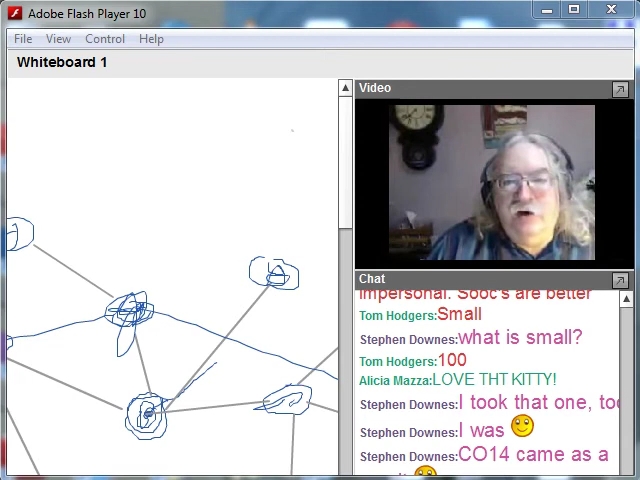 Adobe Flash Player 10
File View Control Help
Whiteboard 1
Video
Chat
impersonal. Sooc's are better
Tom Hodgers:Small
Stephen Downes:what is small?
Tom Hodgers:100
Alicia Mazza:LOVE THT KITTY!
Stephen Downes:I took that one, too
Stephen Downes:I was
Stephen Downes:CO14 came as a